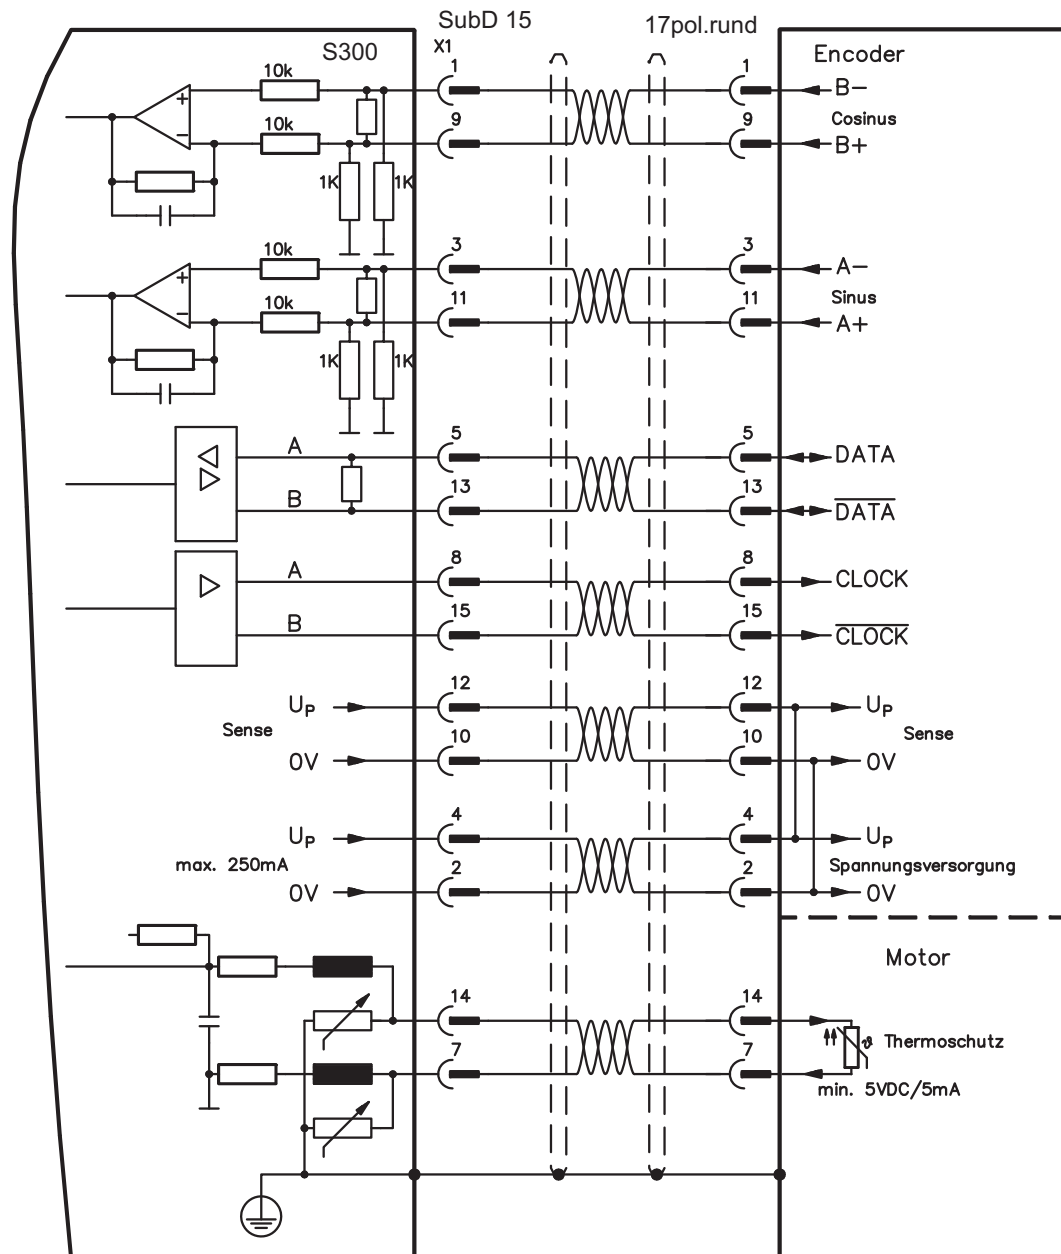 SubD 15
17pol.rund
S300
X1
Encoder
10k
1
1
B−
+
Cosinus
10k
9
9
B+
−
1K
1K
10k
3
3
A−
+
Sinus
10k
11
11
A+
−
1K
1K
A
5
5
DATA
B
13
13
D̅A̅T̅A̅
A
8
8
CLOCK
B
15
15
C̅L̅O̅C̅K̅
UP
12
12
UP
Sense
Sense
0V
10
10
0V
UP
4
4
UP
max. 250mA
Spannungsversorgung
0V
2
2
0V
Motor
14
14
ϑ Thermoschutz
7
7
min. 5VDC/5mA